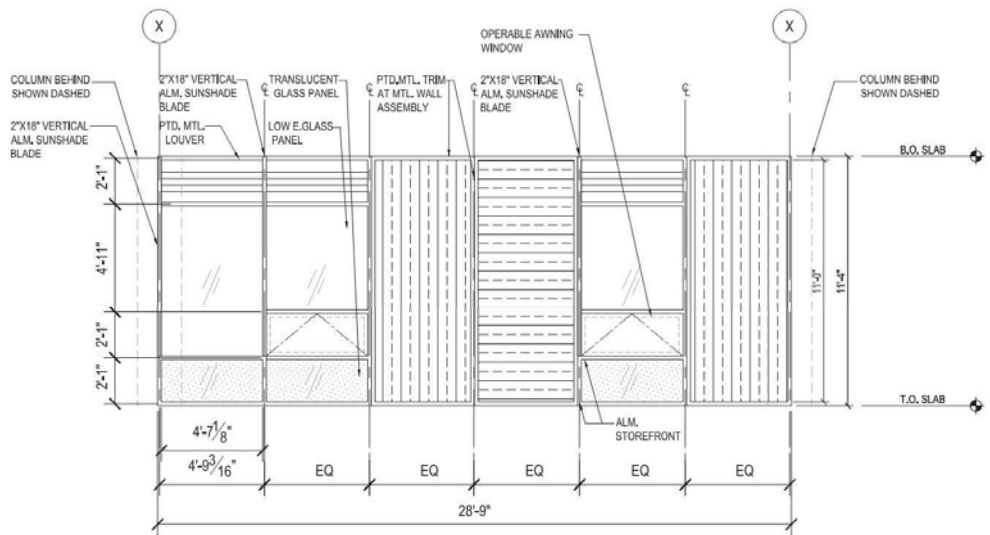 X
X
OPERABLE AWNING
WINDOW
COLUMN BEHIND
SHOWN DASHED
2"X18" VERTICAL
ALM. SUNSHADE
BLADE
TRANSLUCENT
GLASS PANEL
PTD.MTL. TRIM
AT MTL. WALL
ASSEMBLY
2"X18" VERTICAL
ALM. SUNSHADE
BLADE
COLUMN BEHIND
SHOWN DASHED
℄
℄
℄
℄
℄
2"X18" VERTICAL
ALM. SUNSHADE
BLADE
PTD. MTL.
LOUVER
LOW E.GLASS
PANEL
B.O. SLAB
2'-1"
4'-11"
2'-1"
2'-1"
11'-0"
11'-4"
T.O. SLAB
ALM.
STOREFRONT
4'-7 1/8"
4'-9 3/16"
EQ
EQ
EQ
EQ
EQ
28'-9"